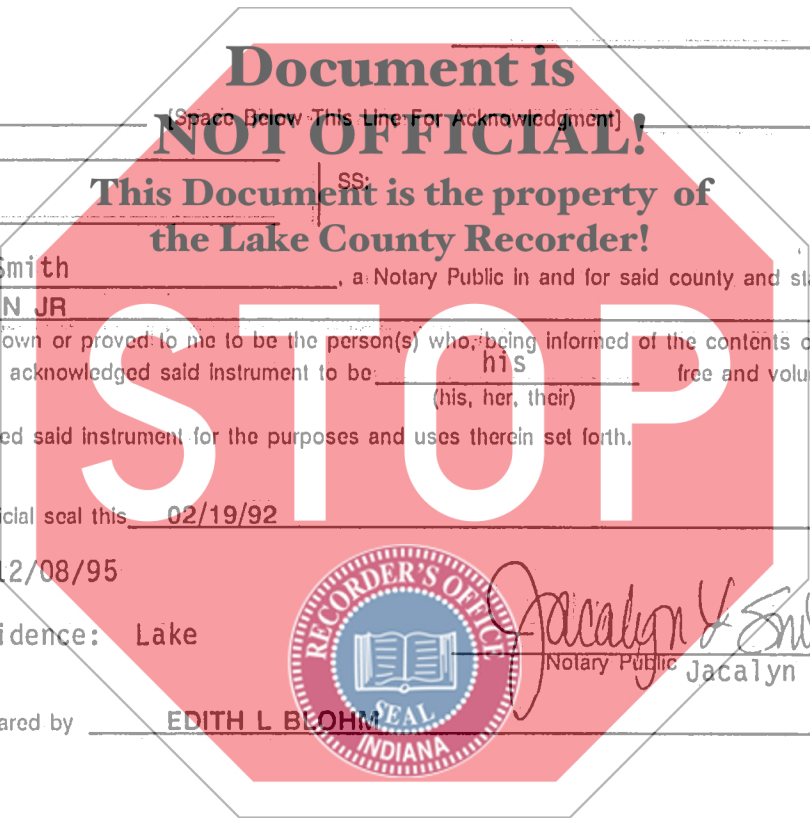 Document is
[Space Below This Line For Acknowledgment]
NOT OFFICIAL!
SS:
This Document is the property of
the Lake County Recorder!
Smith , a Notary Public in and for said county and
N JR
own or proved to me to be the person(s) who, being informed of the contents
acknowledged said instrument to be his free and
(his, her, their)
ed said instrument for the purposes and uses therein set forth.
STOP
icial seal this 02/19/92
12/08/95
RECORDER'S OFFICE
idence: Lake
Jacalyn Y Smi
Notary Public Jacalyn
SEAL
ared by EDITH L BLOHM
INDIANA